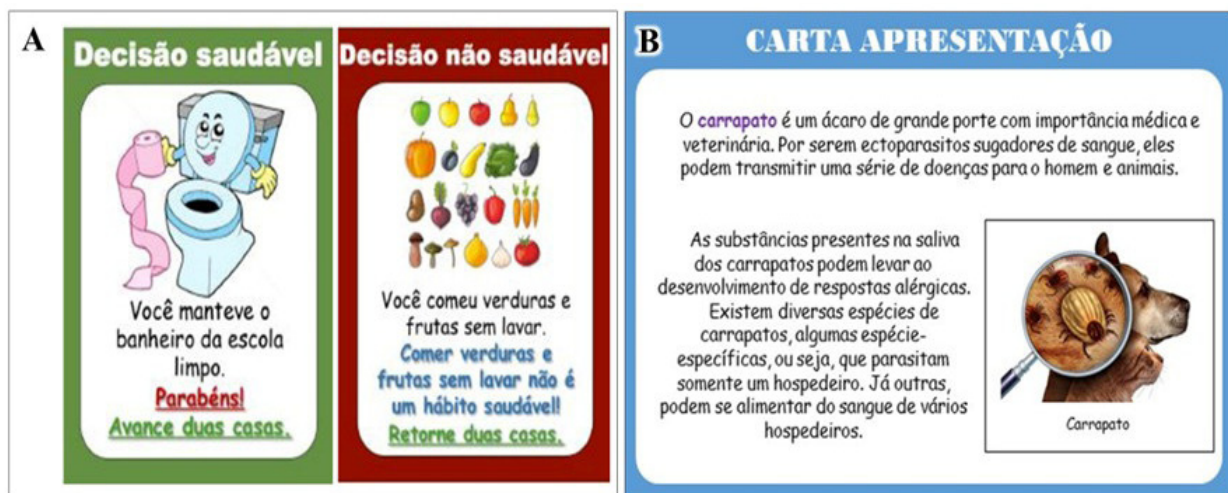 A
Decisão saudável
Você manteve o
banheiro da escola
limpo.
Parabéns!
Avance duas casas.
Decisão não saudável
Você comeu verduras e
frutas sem lavar.
Comer verduras e
frutas sem lavar não é
um hábito saudável!
Retorne duas casas.
B
CARTA APRESENTAÇÃO
O carrapato é um ácaro de grande porte com importância médica e
veterinária. Por serem ectoparasitos sugadores de sangue, eles
podem transmitir uma série de doenças para o homem e animais.
As substâncias presentes na saliva
dos carrapatos podem levar ao
desenvolvimento de respostas alérgicas.
Existem diversas espécies de
carrapatos, algumas espécie-
específicas, ou seja, que parasitam
somente um hospedeiro. Já outras,
podem se alimentar do sangue de vários
hospedeiros.
Carrapato